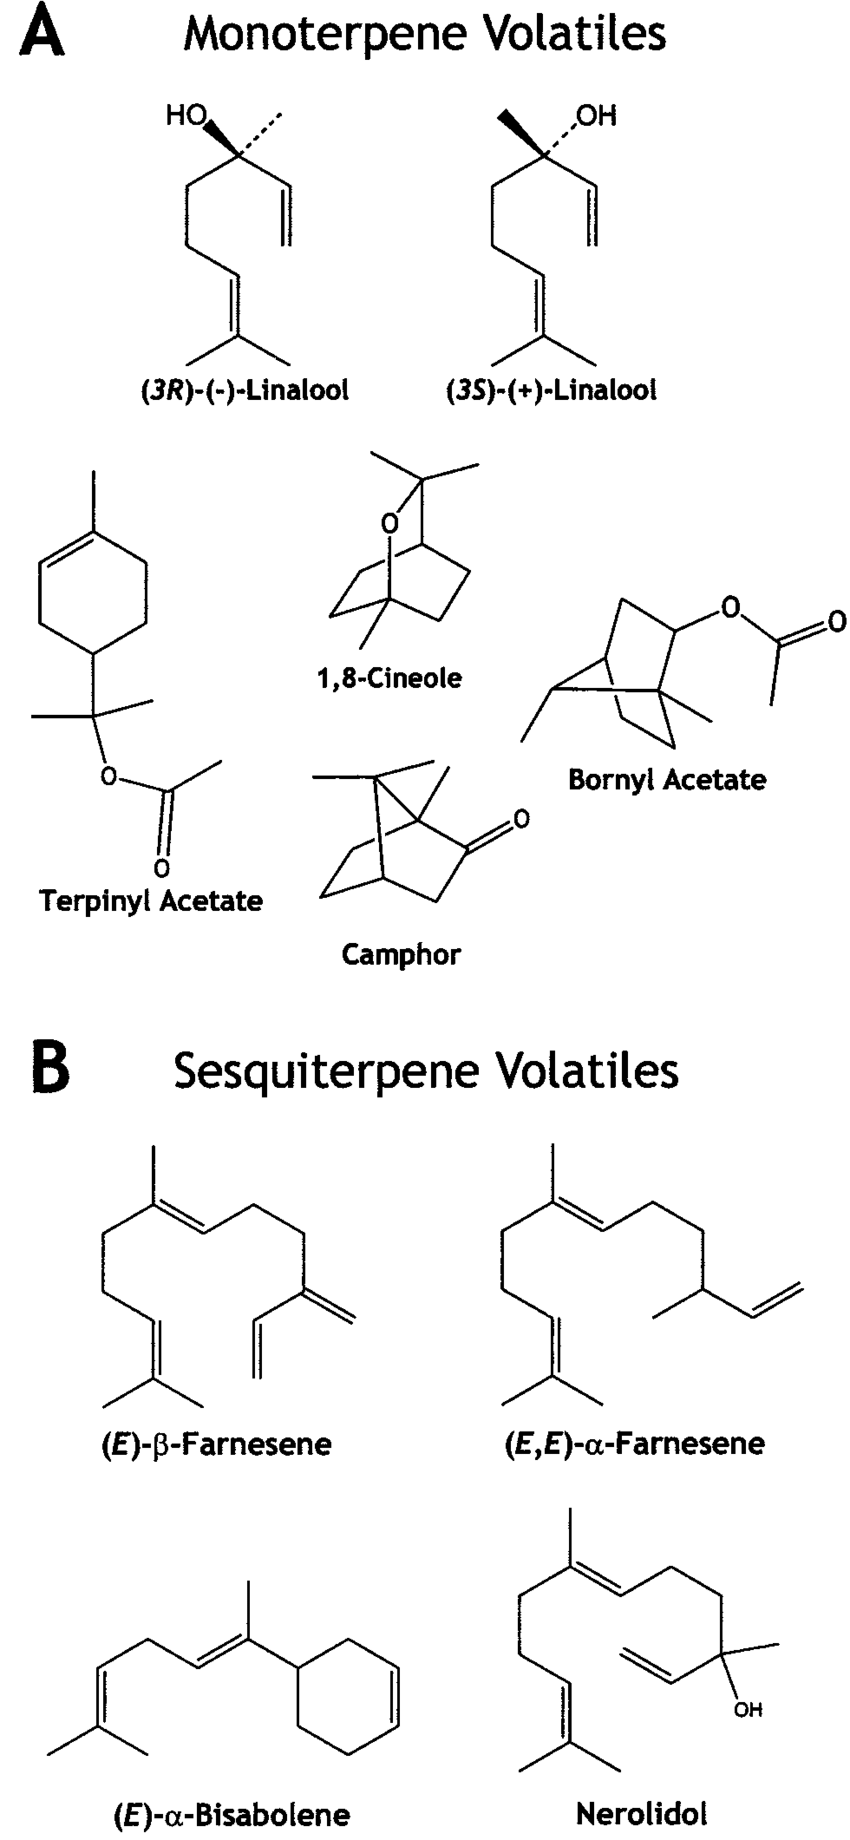 A Monoterpene Volatiles
HO OH
(3R)-(-)-Linalool (3S)-(+)-Linalool
O
1,8-Cineole
O O
Bornyl Acetate
O
O
Terpinyl Acetate
O
Camphor
B Sesquiterpene Volatiles
(E)-β-Farnesene (E,E)-α-Farnesene
OH
(E)-α-Bisabolene Nerolidol